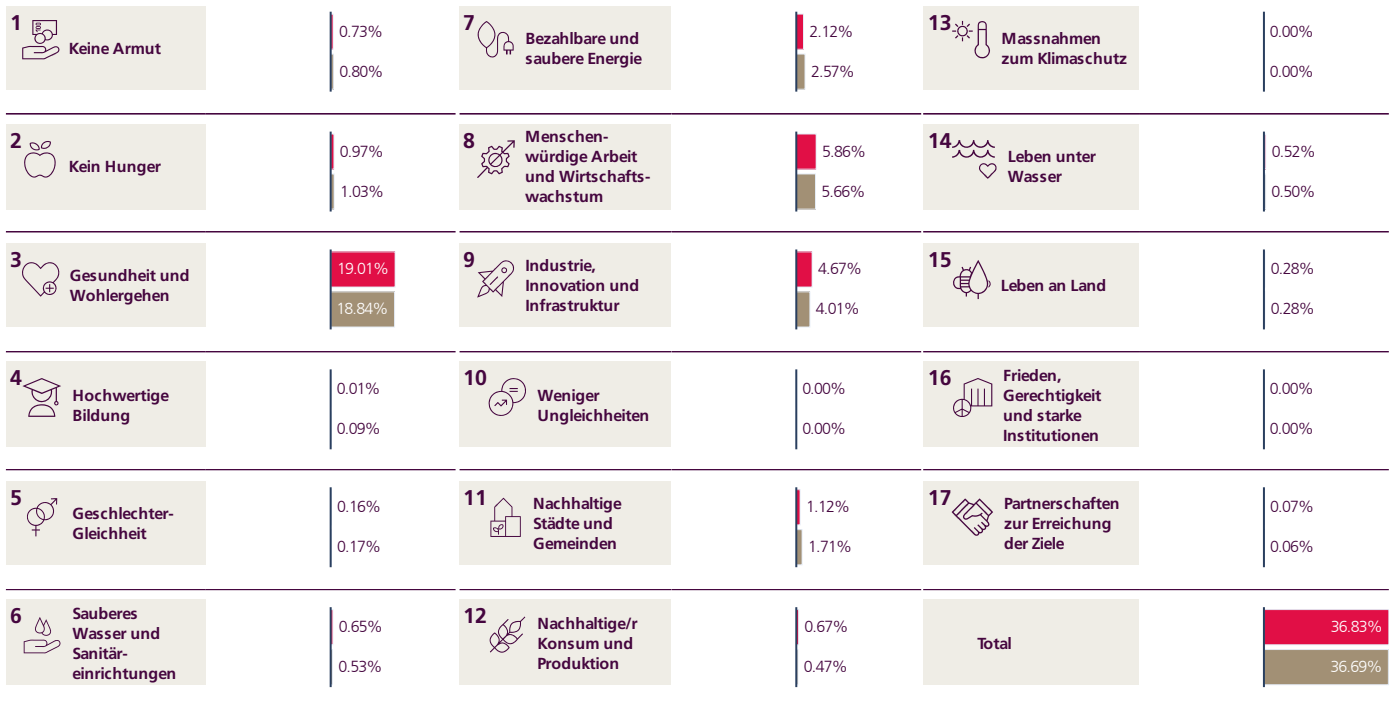 1
Keine Armut
0.73%
0.80%
2
Kein Hunger
0.97%
1.03%
3
Gesundheit und
Wohlergehen
19.01%
18.84%
4
Hochwertige
Bildung
0.01%
0.09%
5
Geschlechter-
Gleichheit
0.16%
0.17%
6
Sauberes
Wasser und
Sanitär-
einrichtungen
0.65%
0.53%
7
Bezahlbare und
saubere Energie
2.12%
2.57%
8
Menschen-
würdige Arbeit
und Wirtschafts-
wachstum
5.86%
5.66%
9
Industrie,
Innovation und
Infrastruktur
4.67%
4.01%
10
Weniger
Ungleichheiten
0.00%
0.00%
11
Nachhaltige
Städte und
Gemeinden
1.12%
1.71%
12
Nachhaltige/r
Konsum und
Produktion
0.67%
0.47%
13
Massnahmen
zum Klimaschutz
0.00%
0.00%
14
Leben unter
Wasser
0.52%
0.50%
15
Leben an Land
0.28%
0.28%
16
Frieden,
Gerechtigkeit
und starke
Institutionen
0.00%
0.00%
17
Partnerschaften
zur Erreichung
der Ziele
0.07%
0.06%
Total
36.83%
36.69%